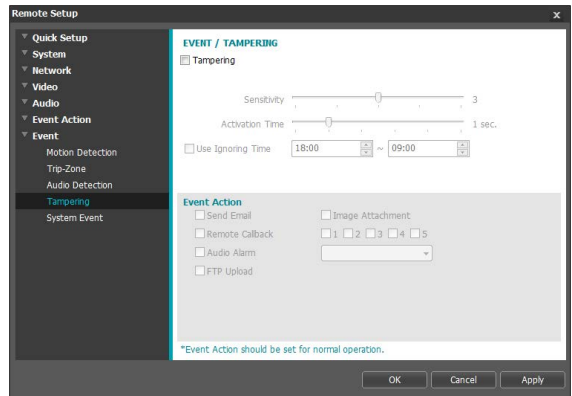 Remote Setup x
Quick Setup
System
Network
Video
Audio
Event Action
Event
Motion Detection
Trip-Zone
Audio Detection
Tampering
System Event
EVENT / TAMPERING
Tampering
Sensitivity 3
Activation Time 1 sec.
Use Ignoring Time 18:00 ~ 09:00
Event Action
Send Email Image Attachment
Remote Callback 1 2 3 4 5
Audio Alarm
FTP Upload
*Event Action should be set for normal operation.
OK Cancel Apply